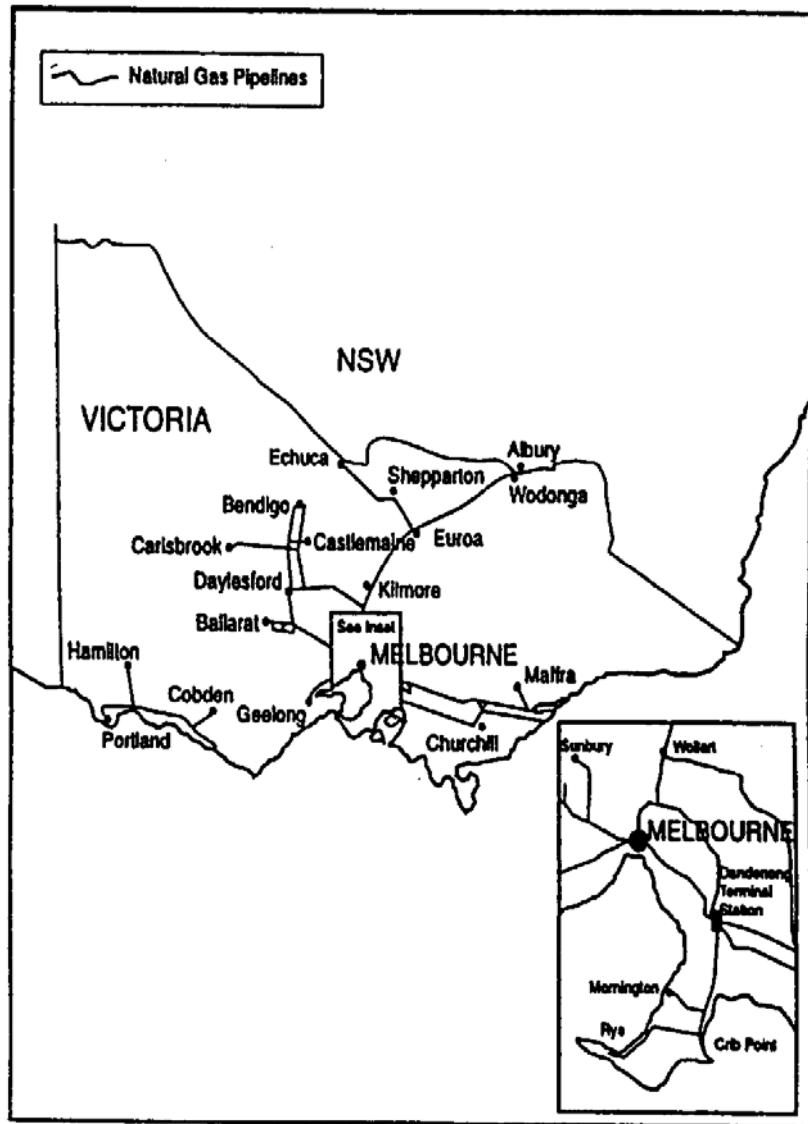 Natural Gas Pipelines
NSW
VICTORIA
Echuca
Albury
Shepparton
Wodonga
Bendigo
Carisbrook
Castlemaine
Euroa
Daylesford
Kilmore
Ballarat
See Inset
Hamilton
MELBOURNE
Maffra
Cobden
Geelong
Portland
Churchill
Sunbury
Wollert
MELBOURNE
Dandenong
Terminal
Station
Mornington
Rye
Crib Point